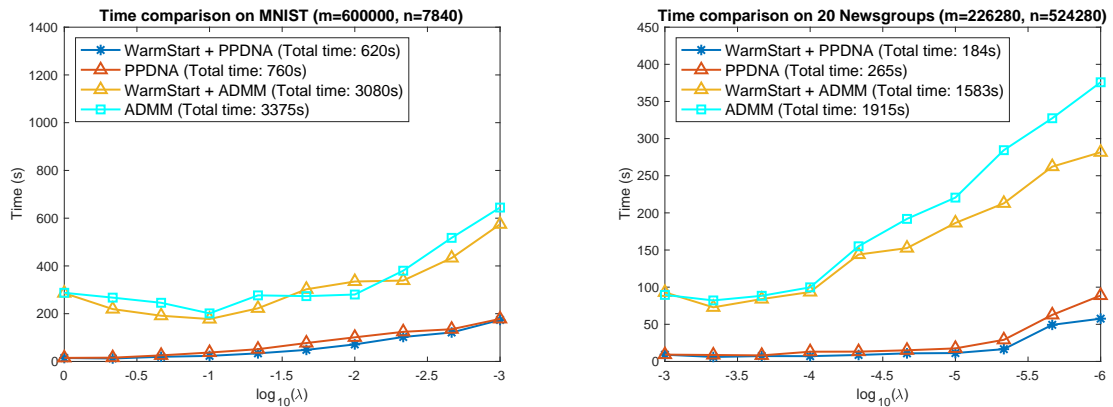 Time comparison on MNIST (m=600000, n=7840)
1400
1200
1000
800
600
400
200
0
Time (s)
WarmStart + PPDNA (Total time: 620s)
PPDNA (Total time: 760s)
WarmStart + ADMM (Total time: 3080s)
ADMM (Total time: 3375s)
0 -0.5 -1 -1.5 -2 -2.5 -3
log10(λ)
Time comparison on 20 Newsgroups (m=226280, n=524280)
450
400
350
300
250
200
150
100
50
0
Time (s)
WarmStart + PPDNA (Total time: 184s)
PPDNA (Total time: 265s)
WarmStart + ADMM (Total time: 1583s)
ADMM (Total time: 1915s)
-3 -3.5 -4 -4.5 -5 -5.5 -6
log10(λ)